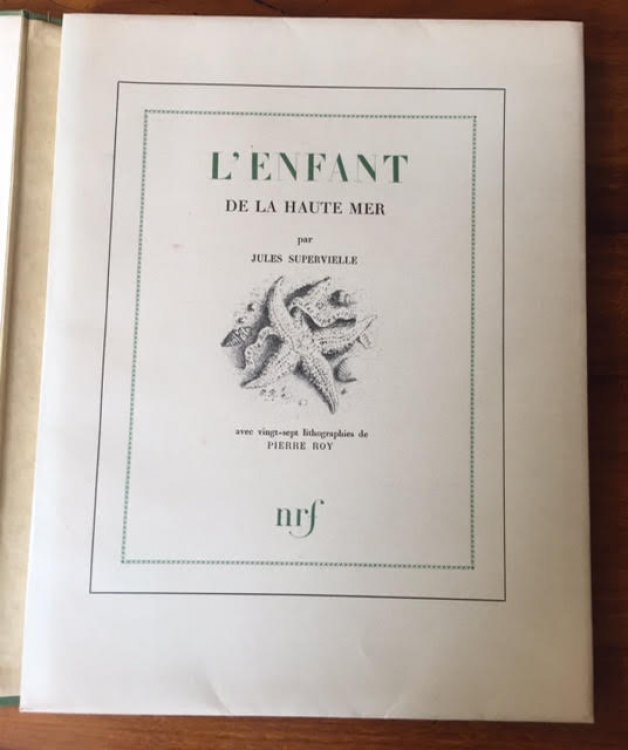 L'ENFANT
DE LA HAUTE MER
par
JULES SUPERVIELLE
avec vingt-sept lithographies de
PIERRE ROY
nrf